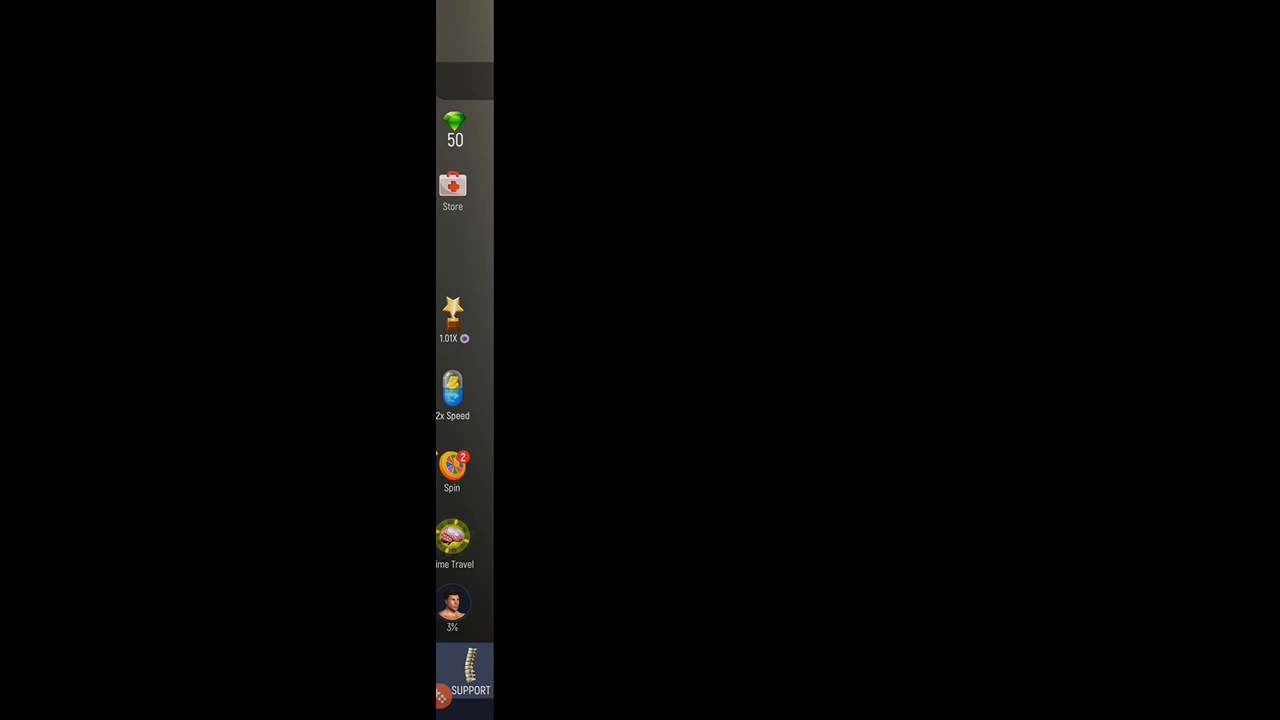 50
Store
1.01X
2x Speed
2
Spin
ime Travel
3%
SUPPORT